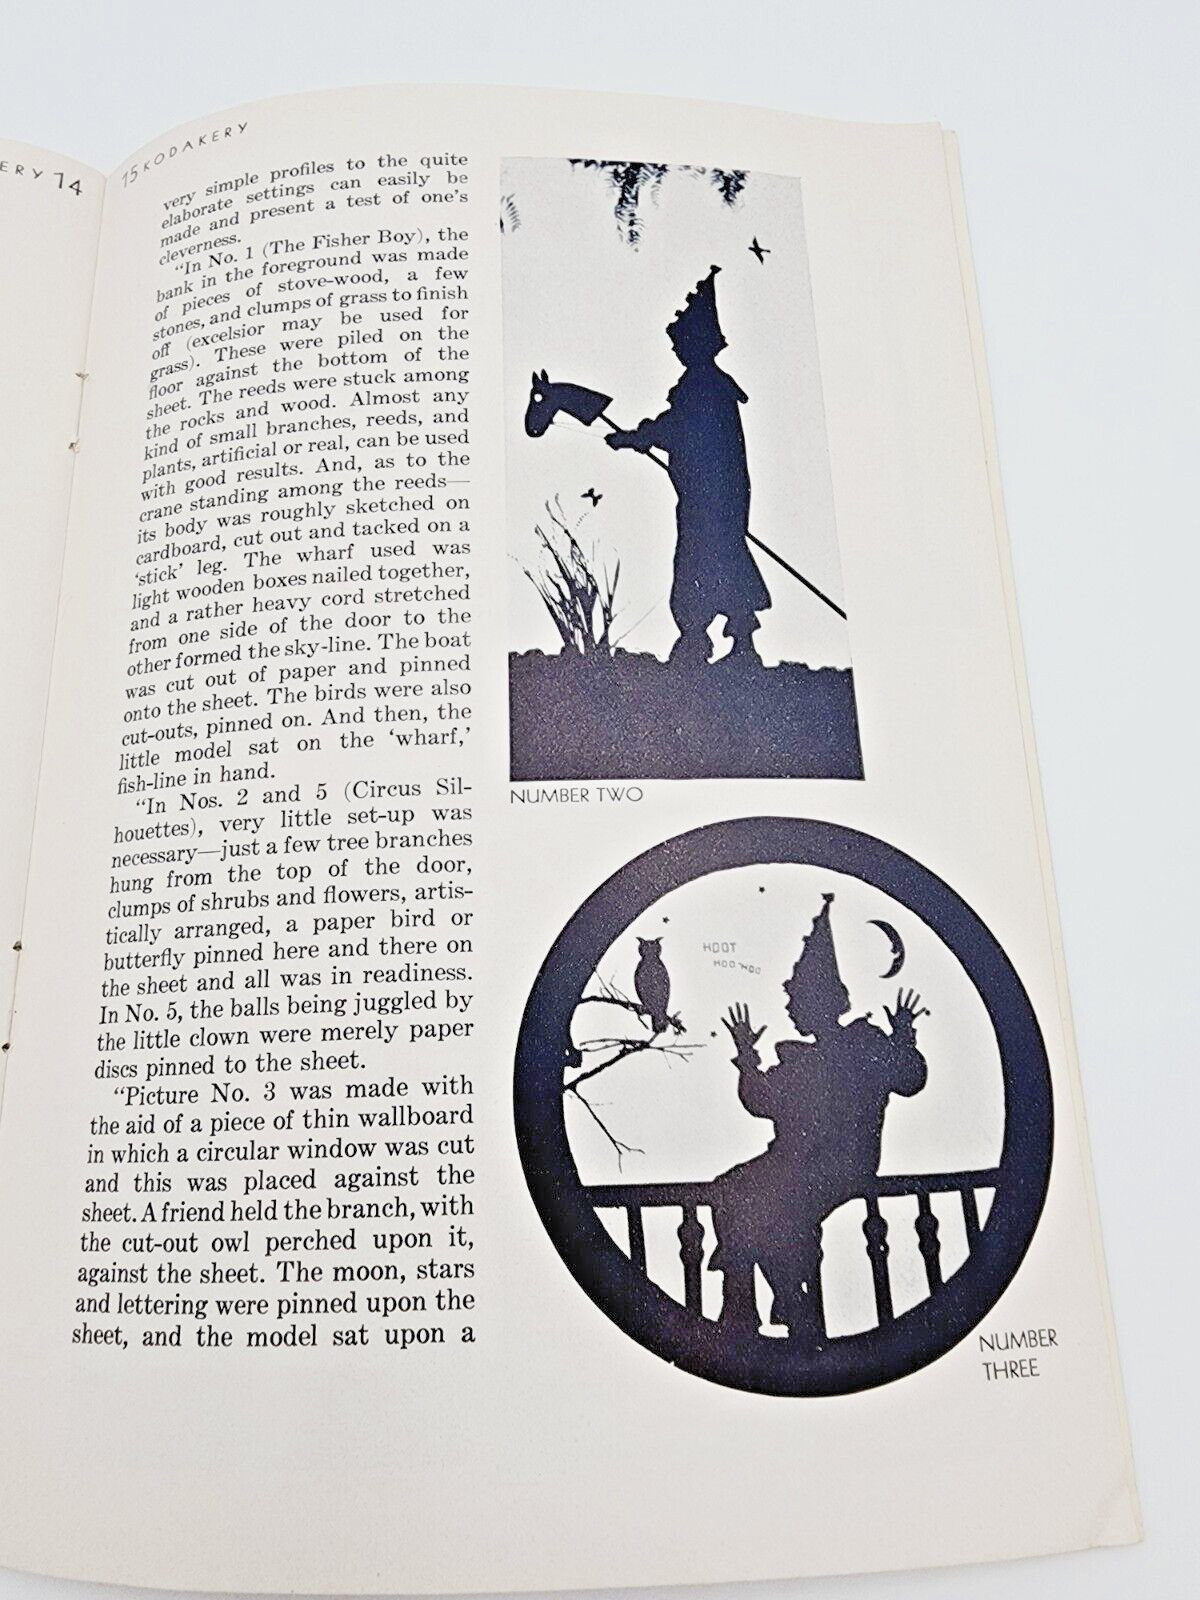 ERY 14
15 KODAKERY
very simple profiles to the quite
elaborate settings can easily be
made and present a test of one's
cleverness.
"In No. 1 (The Fisher Boy), the
bank in the foreground was made
of pieces of stove-wood, a few
stones, and clumps of grass to finish
off (excelsior may be used for
grass). These were piled on the
floor against the bottom of the
sheet. The reeds were stuck among
the rocks and wood. Almost any
kind of small branches, reeds, and
plants, artificial or real, can be used
with good results. And, as to the
crane standing among the reeds—
its body was roughly sketched on
cardboard, cut out and tacked on a
'stick' leg. The wharf used was
light wooden boxes nailed together,
and a rather heavy cord stretched
from one side of the door to the
other formed the sky-line. The boat
was cut out of paper and pinned
onto the sheet. The birds were also
cut-outs, pinned on. And then, the
little model sat on the 'wharf,'
fish-line in hand.
"In Nos. 2 and 5 (Circus Sil-
houettes), very little set-up was
necessary—just a few tree branches
hung from the top of the door,
clumps of shrubs and flowers, artis-
tically arranged, a paper bird or
butterfly pinned here and there on
the sheet and all was in readiness.
In No. 5, the balls being juggled by
the little clown were merely paper
discs pinned to the sheet.
"Picture No. 3 was made with
the aid of a piece of thin wallboard
in which a circular window was cut
and this was placed against the
sheet. A friend held the branch, with
the cut-out owl perched upon it,
against the sheet. The moon, stars
and lettering were pinned upon the
sheet, and the model sat upon a
NUMBER TWO
HOOT
HOO HOO
NUMBER
THREE